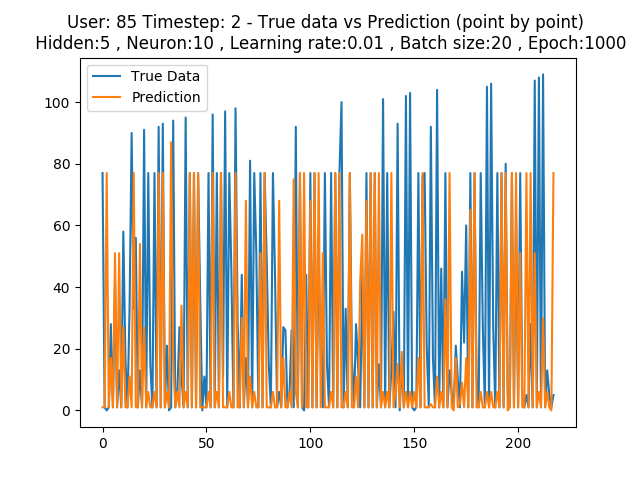 User: 85 Timestep: 2 - True data vs Prediction (point by point)
Hidden:5 , Neuron:10 , Learning rate:0.01 , Batch size:20 , Epoch:1000
True Data
Prediction
100
80
60
40
20
0
0 50 100 150 200